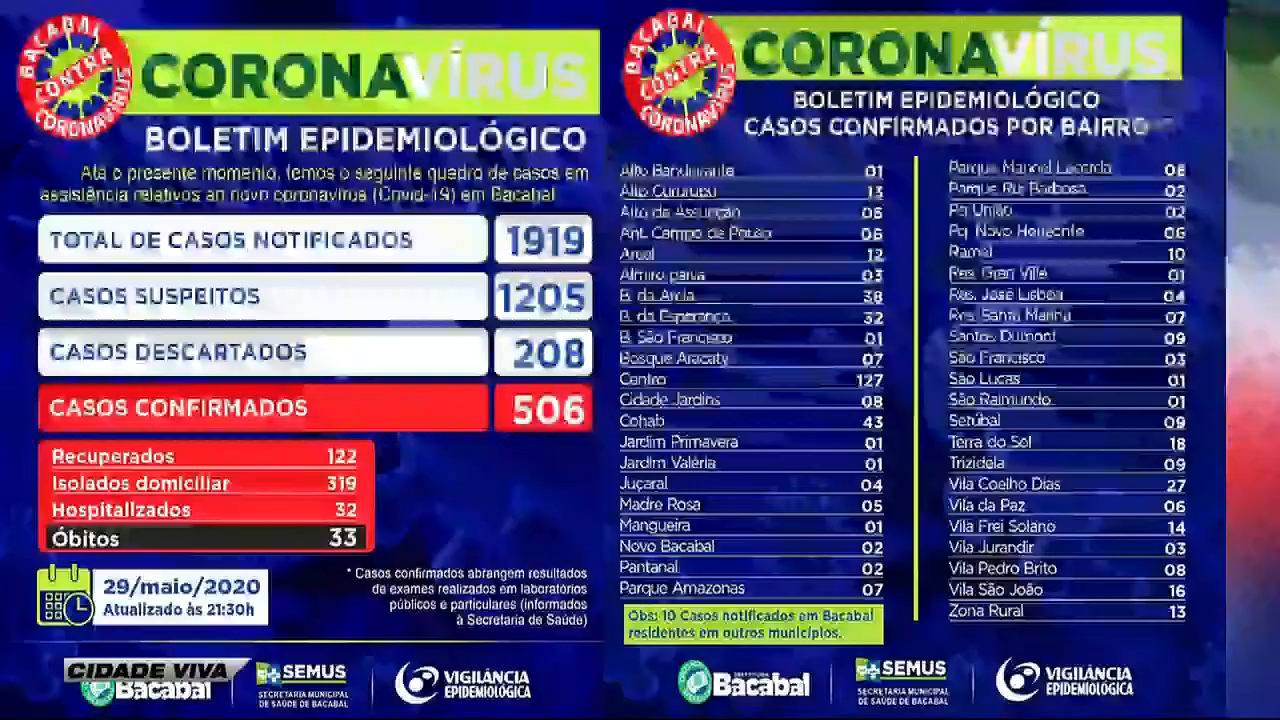 BACABAL CONTRA CORONAVÍRUS
CORONAVÍRUS
BOLETIM EPIDEMIOLÓGICO
Até o presente momento, temos o seguinte quadro de casos em
assistência relativos ao novo coronavírus (Covid-19) em Bacabal
TOTAL DE CASOS NOTIFICADOS 1919
CASOS SUSPEITOS 1205
CASOS DESCARTADOS 208
CASOS CONFIRMADOS 506
Recuperados 122
Isolados domiciliar 319
Hospitalizados 32
Óbitos 33
29/maio/2020
Atualizado às 21:30h
* Casos confirmados abrangem resultados
de exames realizados em laboratórios
públicos e particulares (informados
à Secretaria de Saúde)
CIDADE VIVA
Bacabal
SEMUS
SECRETARIA MUNICIPAL
DE SAÚDE DE BACABAL
VIGILÂNCIA
EPIDEMIOLÓGICA
BACABAL CONTRA CORONAVÍRUS
CORONAVÍRUS
BOLETIM EPIDEMIOLÓGICO
CASOS CONFIRMADOS POR BAIRRO
Alto Bandeirante 01
Alto Cururupu 13
Alto da Assunção 06
Ant. Campo de Pouso 06
Areal 12
Almiro paiva 03
B. da Areia 38
B. da Esperança 32
B. São Francisco 01
Bosque Aracaty 07
Centro 127
Cidade Jardins 08
Cohab 43
Jardim Primavera 01
Jardim Valéria 01
Juçaral 04
Madre Rosa 05
Mangueira 01
Novo Bacabal 02
Pantanal 02
Parque Amazonas 07
Obs: 10 Casos notificados em Bacabal
residentes em outros municípios.
Parque Manoel Lacerda 08
Parque Rui Barbosa 02
Pq União 02
Pq. Novo Horizonte 06
Ramal 10
Res. Gran Ville 01
Res. José Lisboa 04
Res. Santa Marina 07
Santos Dumont 09
São Francisco 03
São Lucas 01
São Raimundo 01
Setúbal 09
Terra do Sol 18
Trizidela 09
Vila Coelho Dias 27
Vila da Paz 06
Vila Frei Solano 14
Vila Jurandir 03
Vila Pedro Brito 08
Vila São João 16
Zona Rural 13
Bacabal
SEMUS
SECRETARIA MUNICIPAL
DE SAÚDE DE BACABAL
VIGILÂNCIA
EPIDEMIOLÓGICA